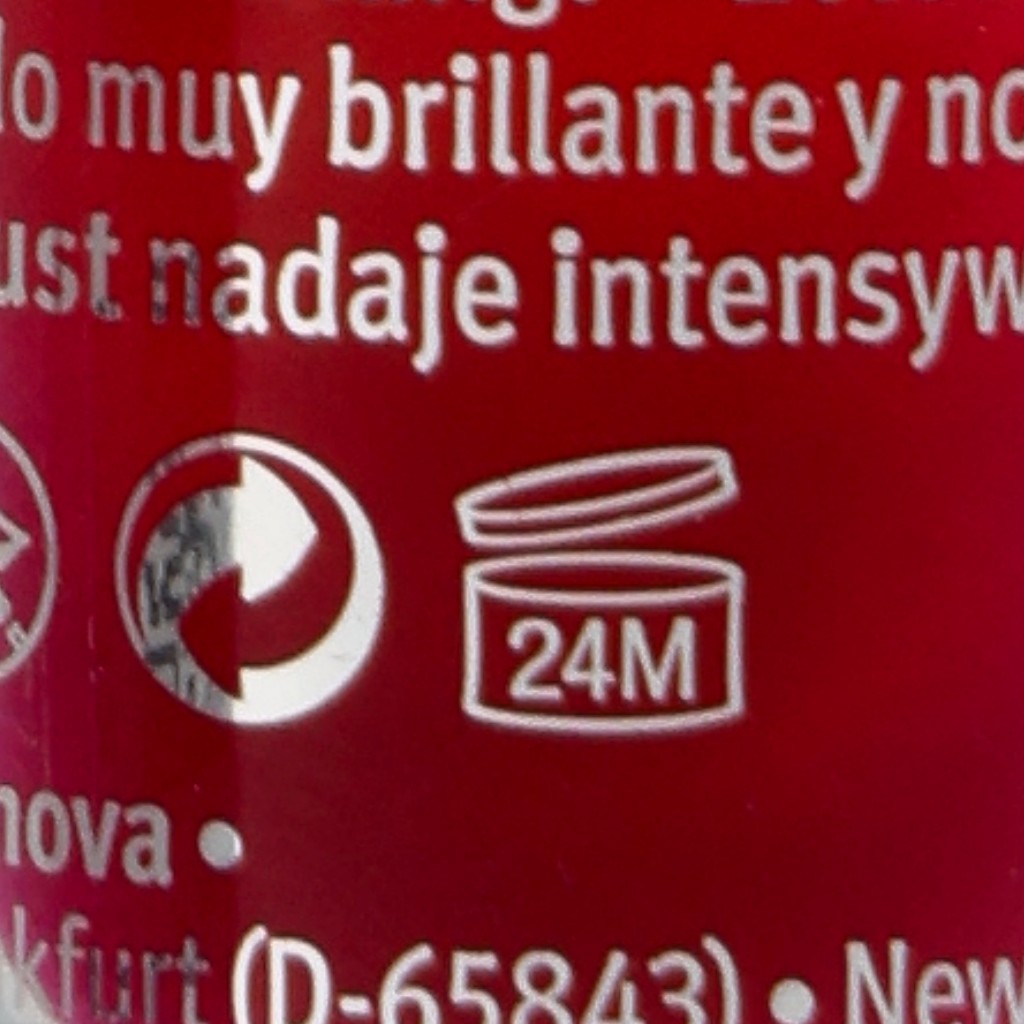 lo muy brillante y no
ust nadaje intensyw
24M
nova •
kfurt (D-65843) • New